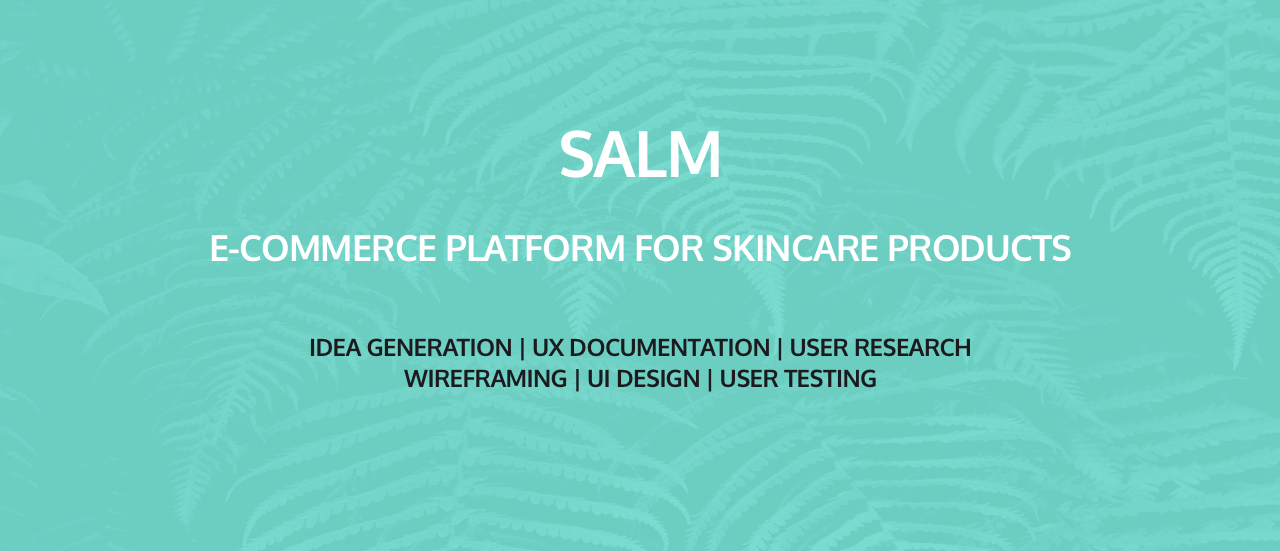 SALM
E-COMMERCE PLATFORM FOR SKINCARE PRODUCTS
IDEA GENERATION | UX DOCUMENTATION | USER RESEARCH
WIREFRAMING | UI DESIGN | USER TESTING